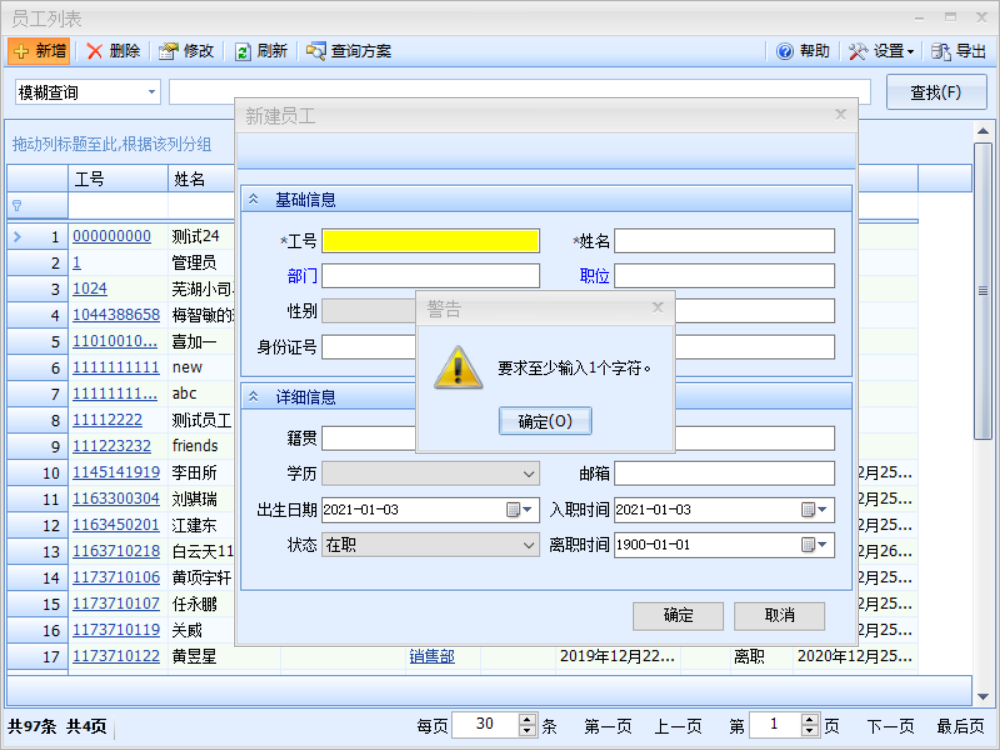 员工列表
新增 删除 修改 刷新 查询方案 帮助 设置 导出
模糊查询 查找(F)
新建员工
拖动列标题至此,根据该列分组
工号 姓名
基础信息
1 000000000 测试24
*工号 *姓名
2 1 管理员
部门 职位
3 1024 芜湖小司
警告
性别
4 1044388658 梅智敏的
5 11010010... 喜加一
身份证号
6 1111111111 new
要求至少输入1个字符。
7 11111111... abc
详细信息
8 11112222 测试员工
确定(O)
籍贯
9 111223232 friends
10 1145141919 李田所
学历 邮箱
2月25...
11 1163300304 刘骐瑞
2月25...
出生日期 2021-01-03 入职时间 2021-01-03
12 1163450201 江建东
2月25...
状态 在职 离职时间 1900-01-01
13 1163710218 白云天11
2月26...
14 1173710106 黄项宇轩
2月25...
15 1173710107 任永鹏
2月25...
确定 取消
16 1173710119 关威
2月25...
17 1173710122 黄昱星 销售部 2019年12月22... 离职 2020年12月25...
共97条 共4页 每页 30 条 第一页 上一页 第 1 页 下一页 最后页